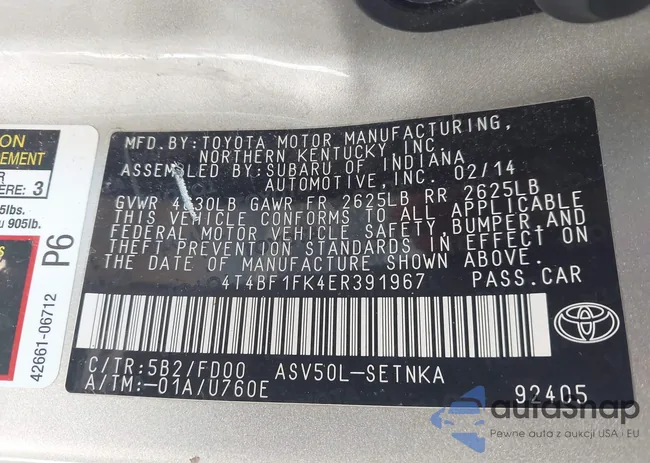 ON
EMENT
R
ERE: 3
5lbs.
u 905lb.
P6
42661-06712
MFD.BY:TOYOTA MOTOR MANUFACTURING,
NORTHERN KENTUCKY INC.
ASSEMBLED BY:SUBARU OF INDIANA
AUTOMOTIVE,INC. 02/14
GVWR 4630LB GAWR FR 2625LB RR 2625LB
THIS VEHICLE CONFORMS TO ALL APPLICABLE
FEDERAL MOTOR VEHICLE SAFETY,BUMPER,AND
THEFT PREVENTION STANDARDS IN EFFECT ON
THE DATE OF MANUFACTURE SHOWN ABOVE.
4T4BF1FK4ER391967 PASS.CAR
C/TR:5B2/FD00 ASV50L-SETNKA
A/TM:-01A/U760E 92405
autosnap
Pewne auta z aukcji USA i EU